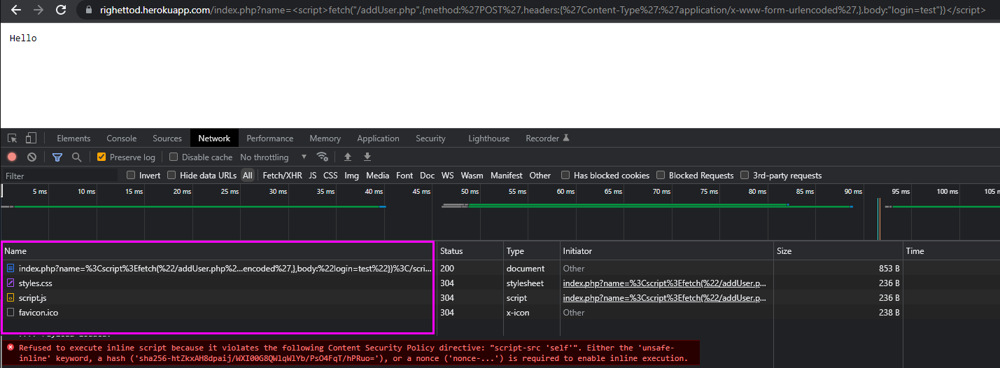 righettod.herokuapp.com/index.php?name=<script>fetch("/addUser.php",{method:%27POST%27,headers:{%27Content-Type%27:%27application/x-www-form-urlencoded%27,},body:"login=test"})</script>
Hello
Elements Console Sources Network Performance Memory Application Security Lighthouse Recorder
Preserve log Disable cache No throttling
Filter Invert Hide data URLs All Fetch/XHR JS CSS Img Media Font Doc WS Wasm Manifest Other Has blocked cookies Blocked Requests 3rd-party requests
5 ms 10 ms 15 ms 20 ms 25 ms 30 ms 35 ms 40 ms 45 ms 50 ms 55 ms 60 ms 65 ms 70 ms 75 ms 80 ms 85 ms 90 ms 95 ms 100 ms 105 m
Name Status Type Initiator Size Time
index.php?name=%3Cscript%3Efetch(%22/addUser.php%2...encoded%27,},body:%22login=test%22})%3C/scri... 200 document Other 853 B
styles.css 304 stylesheet index.php?name=%3Cscript%3Efetch(%22/addUser.p... 236 B
script.js 304 script index.php?name=%3Cscript%3Efetch(%22/addUser.p... 236 B
favicon.ico 304 x-icon Other 238 B
Refused to execute inline script because it violates the following Content Security Policy directive: "script-src 'self'". Either the 'unsafe-
inline' keyword, a hash ('sha256-htZkxAH8dpaij/WXI00G8QWlqWlYb/PsO4FqT/hPRuo='), or a nonce ('nonce-...') is required to enable inline execution.